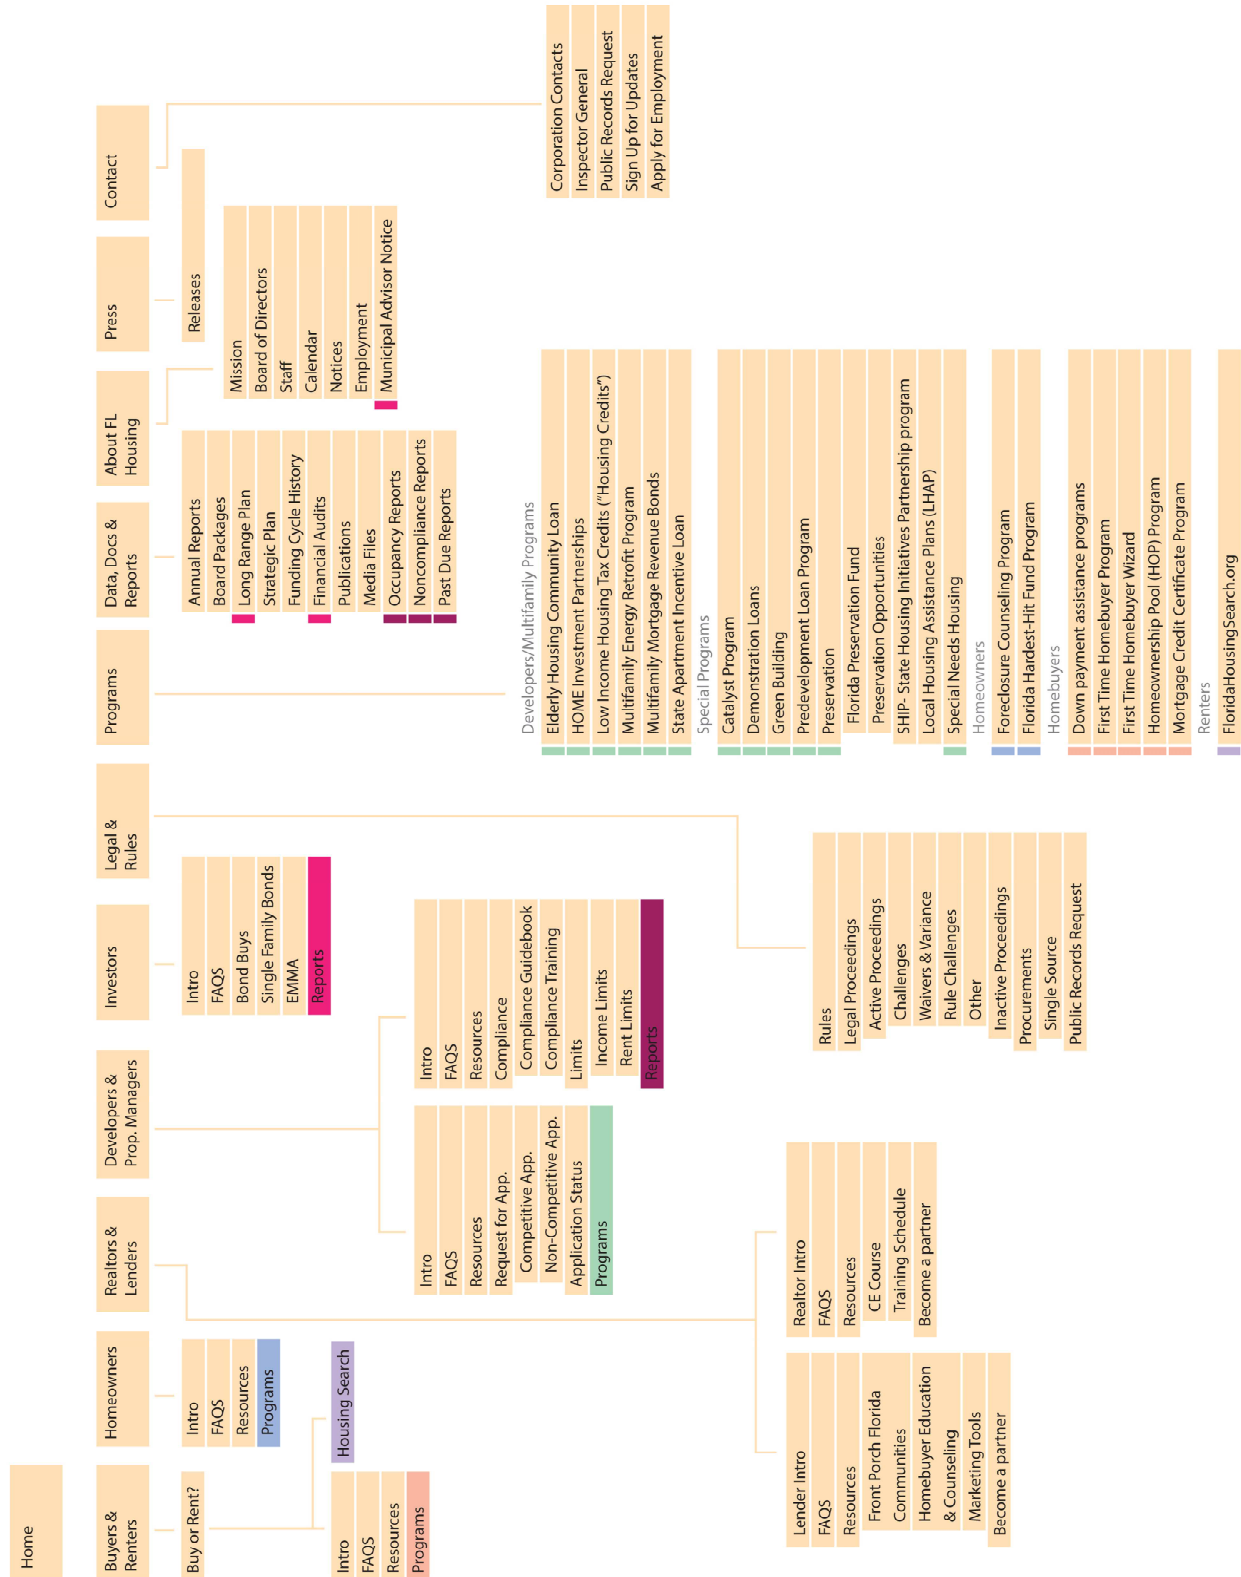 Home
Buyers &
Renters
Homeowners
Realtors &
Lenders
Developers &
Prop. Managers
Investors
Legal &
Rules
Programs
Data, Docs &
Reports
About FL
Housing
Press
Contact
Buy or Rent?
Intro
FAQS
Resources
Programs
Housing Search
Intro
FAQS
Resources
Programs
Lender Intro
FAQS
Resources
Front Porch Florida
Communities
Homebuyer Education
& Counseling
Marketing Tools
Become a partner
Realtor Intro
FAQS
Resources
CE Course
Training Schedule
Become a partner
Intro
FAQS
Resources
Request for App.
Competitive App.
Non-Competitive App.
Application Status
Programs
Intro
FAQS
Resources
Compliance
Compliance Guidebook
Compliance Training
Limits
Income Limits
Rent Limits
Reports
Intro
FAQS
Bond Buys
Single Family Bonds
EMMA
Reports
Rules
Legal Proceedings
Active Proceedings
Challenges
Waivers & Variance
Rule Challenges
Other
Inactive Proceedings
Procurements
Single Source
Public Records Request
Developers/Multifamily Programs
Elderly Housing Community Loan
HOME Investment Partnerships
Low Income Housing Tax Credits ("Housing Credits")
Multifamily Energy Retrofit Program
Multifamily Mortgage Revenue Bonds
State Apartment Incentive Loan
Special Programs
Catalyst Program
Demonstration Loans
Green Building
Predevelopment Loan Program
Preservation
Florida Preservation Fund
Preservation Opportunities
SHIP- State Housing Initiatives Partnership program
Local Housing Assistance Plans (LHAP)
Special Needs Housing
Homeowners
Foreclosure Counseling Program
Florida Hardest-Hit Fund Program
Homebuyers
Down payment assistance programs
First Time Homebuyer Program
First Time Homebuyer Wizard
Homeownership Pool (HOP) Program
Mortgage Credit Certificate Program
Renters
FloridaHousingSearch.org
Annual Reports
Board Packages
Long Range Plan
Strategic Plan
Funding Cycle History
Financial Audits
Publications
Media Files
Occupancy Reports
Noncompliance Reports
Past Due Reports
Mission
Board of Directors
Staff
Calendar
Notices
Employment
Municipal Advisor Notice
Releases
Corporation Contacts
Inspector General
Public Records Request
Sign Up for Updates
Apply for Employment